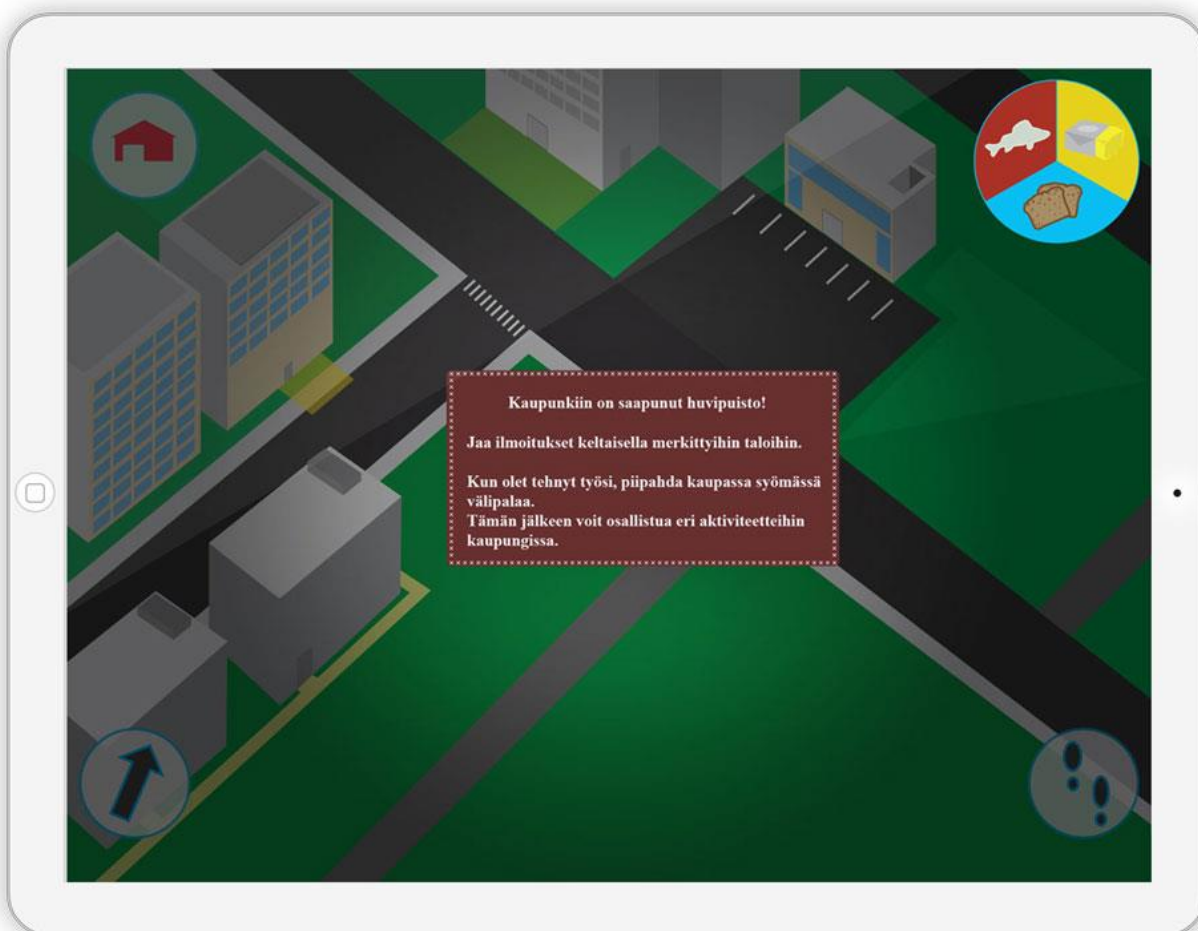 Kaupunkiin on saapunut huvipuisto!
Jaa ilmoitukset keltaisella merkittyihin taloihin.
Kun olet tehnyt työsi, piipahda kaupassa syömässä
välipalaa.
Tämän jälkeen voit osallistua eri aktiviteetteihin
kaupungissa.